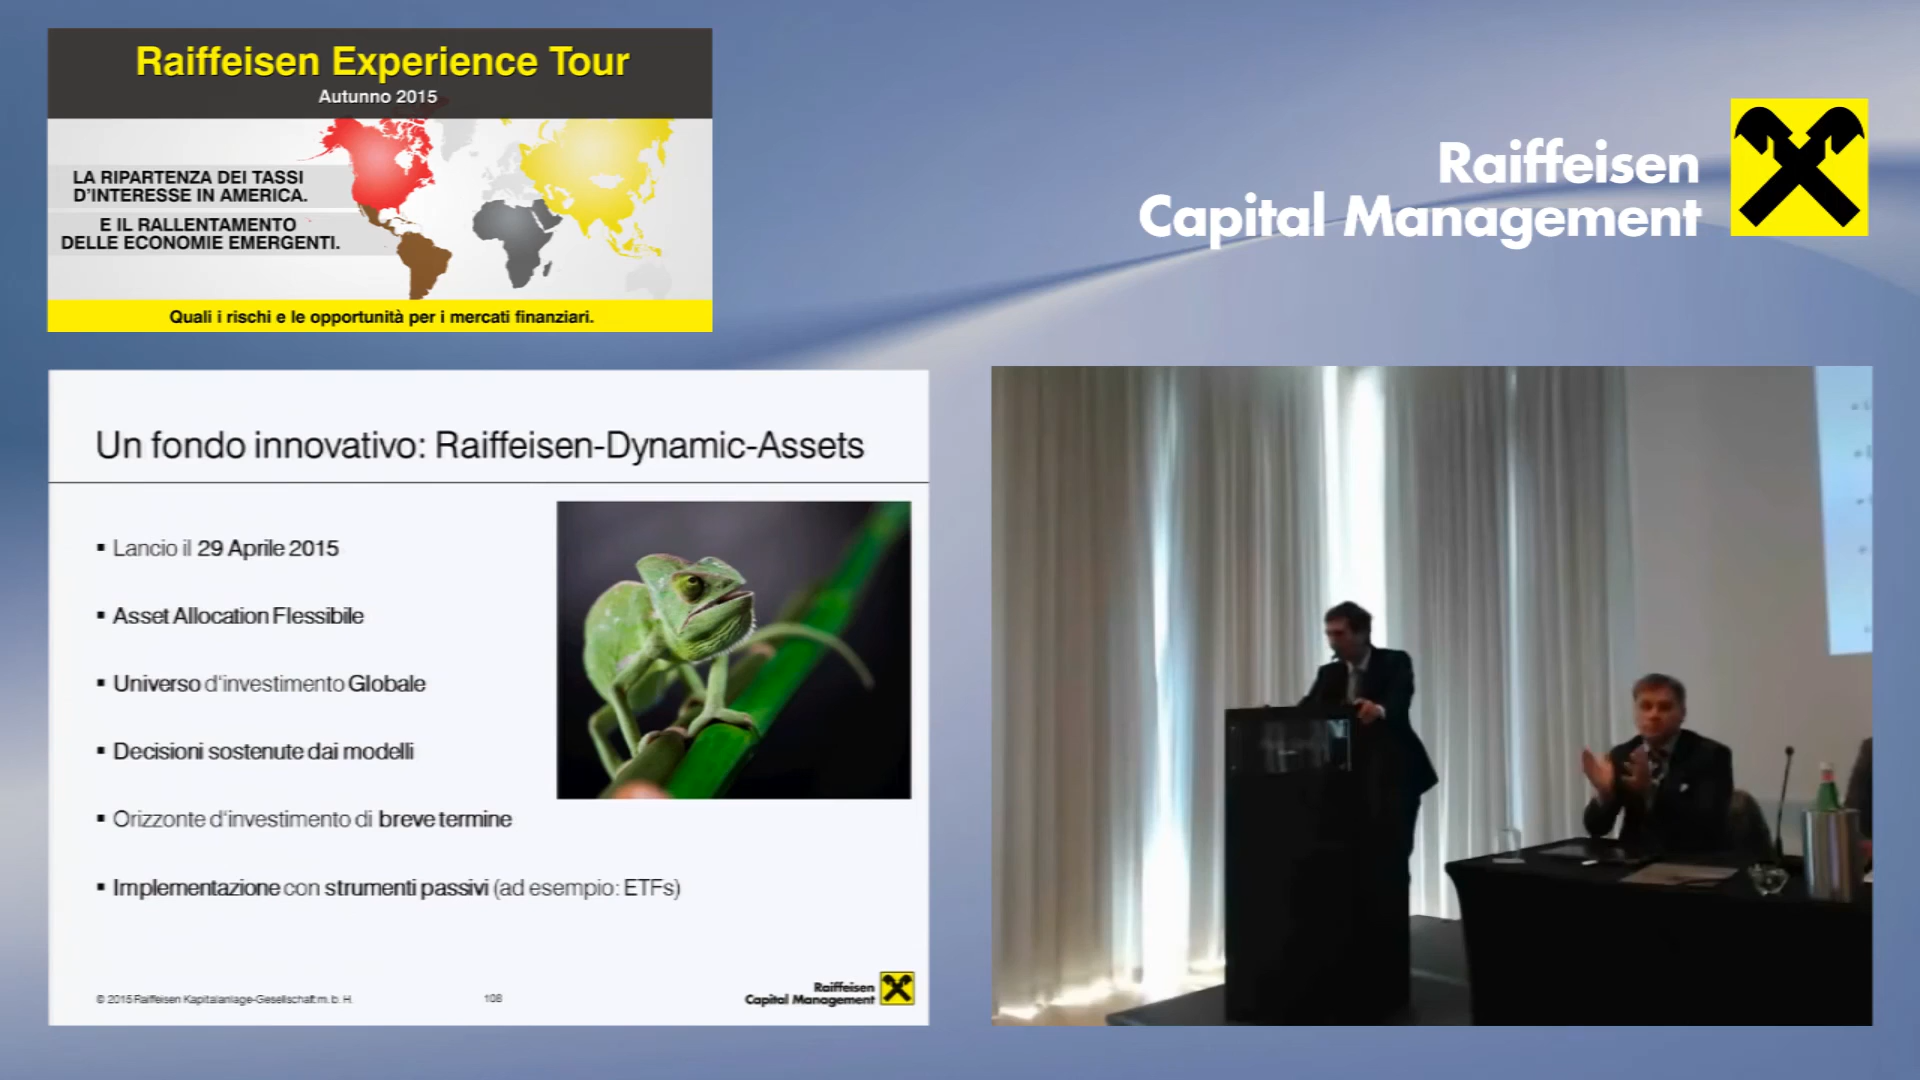 Raiffeisen Experience Tour
Autunno 2015
LA RIPARTENZA DEI TASSI
D'INTERESSE IN AMERICA.
E IL RALLENTAMENTO
DELLE ECONOMIE EMERGENTI.
Quali i rischi e le opportunità per i mercati finanziari.
Raiffeisen
Capital Management
Un fondo innovativo: Raiffeisen-Dynamic-Assets
▪ Lancio il 29 Aprile 2015
▪ Asset Allocation Flessibile
▪ Universo d'investimento Globale
▪ Decisioni sostenute dai modelli
▪ Orizzonte d'investimento di breve termine
▪ Implementazione con strumenti passivi (ad esempio: ETFs)
© 2015 Raiffeisen Kapitalanlage-Gesellschaft m. b. H.
108
Raiffeisen
Capital Management